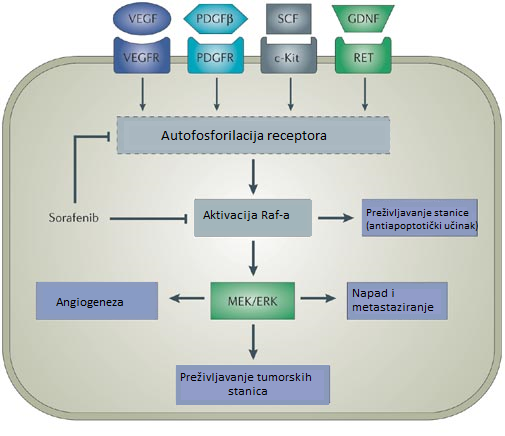 VEGF
PDGFβ
SCF
GDNF
VEGFR
PDGFR
c-Kit
RET
Autofosforilacija receptora
Sorafenib
Aktivacija Raf-a
Preživljavanje stanice
(antiapoptotički učinak)
Angiogeneza
MEK/ERK
Napad i
metastaziranje
Preživljavanje tumorskih
stanica